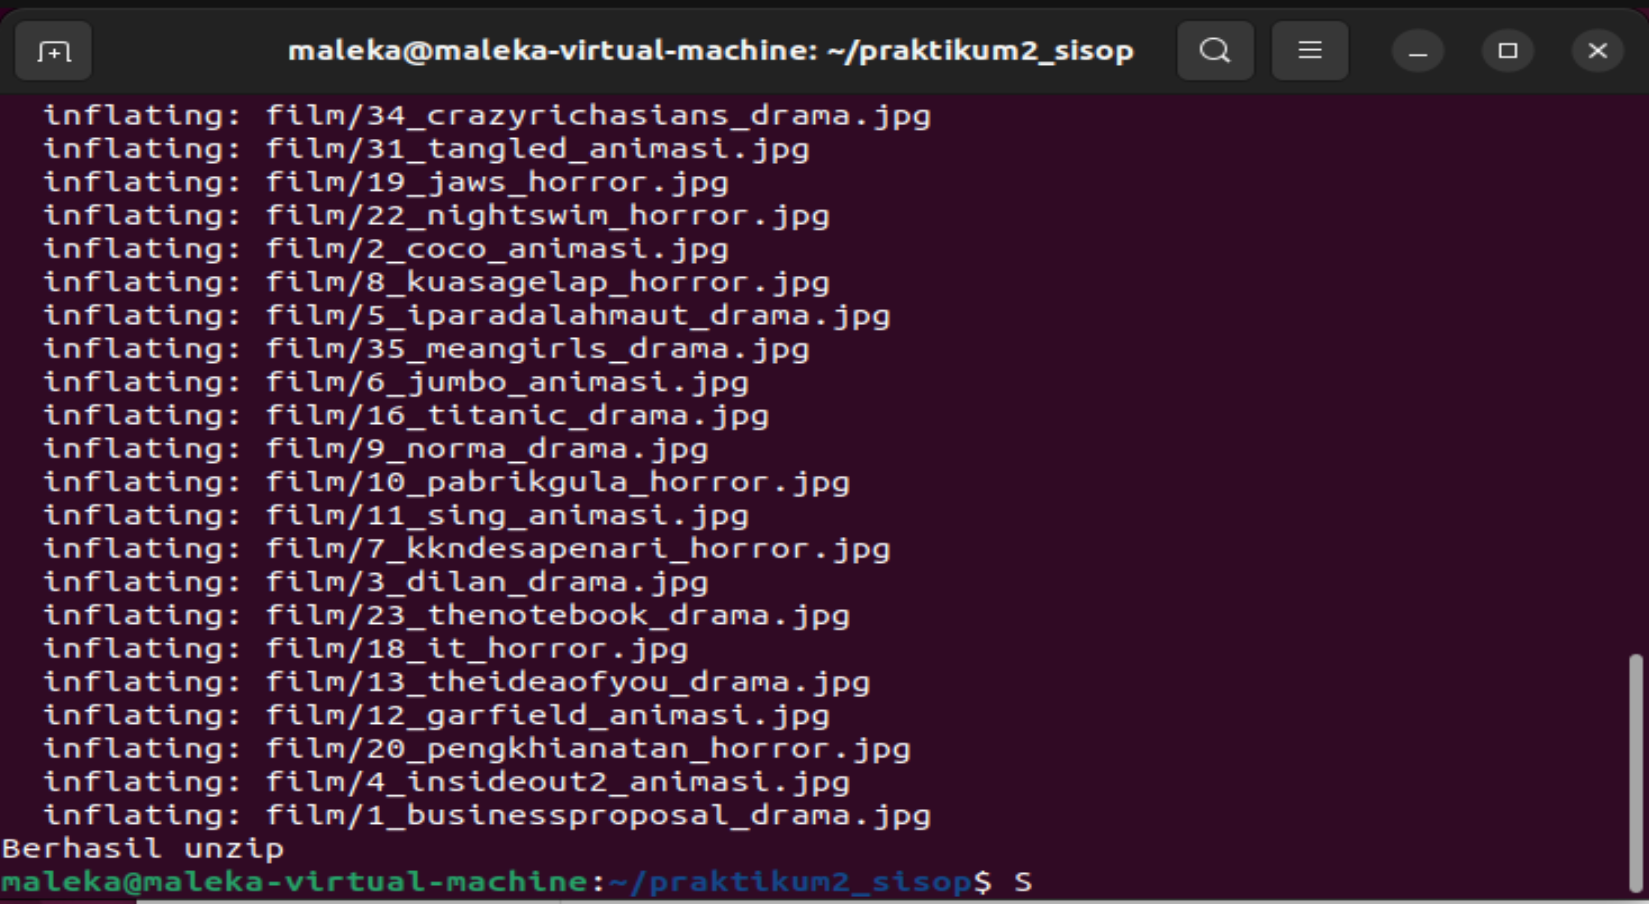 maleka@maleka-virtual-machine: ~/praktikum2_sisop
inflating: film/34_crazyrichasians_drama.jpg
inflating: film/31_tangled_animasi.jpg
inflating: film/19_jaws_horror.jpg
inflating: film/22_nightswim_horror.jpg
inflating: film/2_coco_animasi.jpg
inflating: film/8_kuasagelap_horror.jpg
inflating: film/5_iparadalahmaut_drama.jpg
inflating: film/35_meangirls_drama.jpg
inflating: film/6_jumbo_animasi.jpg
inflating: film/16_titanic_drama.jpg
inflating: film/9_norma_drama.jpg
inflating: film/10_pabrikgula_horror.jpg
inflating: film/11_sing_animasi.jpg
inflating: film/7_kkndesapenari_horror.jpg
inflating: film/3_dilan_drama.jpg
inflating: film/23_thenotebook_drama.jpg
inflating: film/18_it_horror.jpg
inflating: film/13_theideaofyou_drama.jpg
inflating: film/12_garfield_animasi.jpg
inflating: film/20_pengkhianatan_horror.jpg
inflating: film/4_insideout2_animasi.jpg
inflating: film/1_businessproposal_drama.jpg
Berhasil unzip
maleka@maleka-virtual-machine:~/praktikum2_sisop$ S